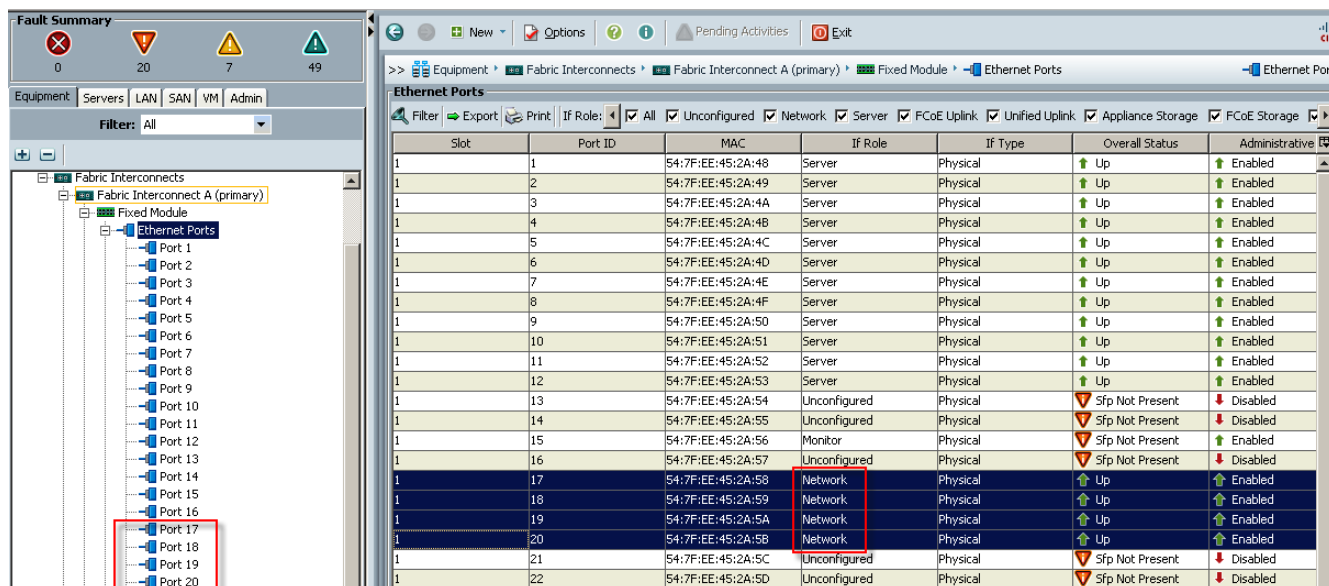 Fault Summary
0 20 7 49
Equipment Servers LAN SAN VM Admin
Filter: All
Fabric Interconnects
Fabric Interconnect A (primary)
Fixed Module
Ethernet Ports
Port 1
Port 2
Port 3
Port 4
Port 5
Port 6
Port 7
Port 8
Port 9
Port 10
Port 11
Port 12
Port 13
Port 14
Port 15
Port 16
Port 17
Port 18
Port 19
Port 20
New Options Pending Activities Exit
>> Equipment Fabric Interconnects Fabric Interconnect A (primary) Fixed Module Ethernet Ports Ethernet Por
Ethernet Ports
Filter Export Print If Role: All Unconfigured Network Server FCoE Uplink Unified Uplink Appliance Storage FCoE Storage
Slot Port ID MAC If Role If Type Overall Status Administrative
1 1 54:7F:EE:45:2A:48 Server Physical Up Enabled
1 2 54:7F:EE:45:2A:49 Server Physical Up Enabled
1 3 54:7F:EE:45:2A:4A Server Physical Up Enabled
1 4 54:7F:EE:45:2A:4B Server Physical Up Enabled
1 5 54:7F:EE:45:2A:4C Server Physical Up Enabled
1 6 54:7F:EE:45:2A:4D Server Physical Up Enabled
1 7 54:7F:EE:45:2A:4E Server Physical Up Enabled
1 8 54:7F:EE:45:2A:4F Server Physical Up Enabled
1 9 54:7F:EE:45:2A:50 Server Physical Up Enabled
1 10 54:7F:EE:45:2A:51 Server Physical Up Enabled
1 11 54:7F:EE:45:2A:52 Server Physical Up Enabled
1 12 54:7F:EE:45:2A:53 Server Physical Up Enabled
1 13 54:7F:EE:45:2A:54 Unconfigured Physical Sfp Not Present Disabled
1 14 54:7F:EE:45:2A:55 Unconfigured Physical Sfp Not Present Disabled
1 15 54:7F:EE:45:2A:56 Monitor Physical Sfp Not Present Enabled
1 16 54:7F:EE:45:2A:57 Unconfigured Physical Sfp Not Present Disabled
1 17 54:7F:EE:45:2A:58 Network Physical Up Enabled
1 18 54:7F:EE:45:2A:59 Network Physical Up Enabled
1 19 54:7F:EE:45:2A:5A Network Physical Up Enabled
1 20 54:7F:EE:45:2A:5B Network Physical Up Enabled
1 21 54:7F:EE:45:2A:5C Unconfigured Physical Sfp Not Present Disabled
1 22 54:7F:EE:45:2A:5D Unconfigured Physical Sfp Not Present Disabled